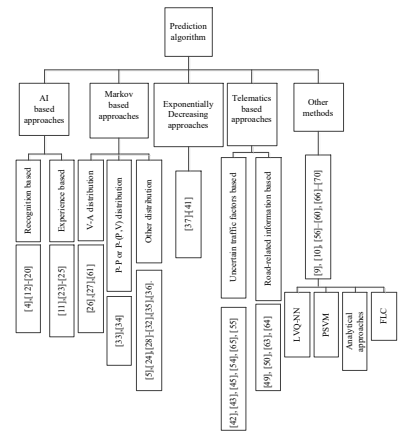 Prediction
algorithm
AI
based
approaches
Markov
based
approaches
Exponentially
Decreasing
approaches
Telematics
based
approaches
Other
methods
Recognition based
Experience based
V-A distribution
P-P or P-(P,V) distribution
Other distribution
[37]-[41]
Uncertain traffic factors based
Road-related information based
[9], [10], [56]-[60], [66]-[70]
[4],[12]-[20]
[11],[23]-[25]
[26],[27],[61]
[33],[34]
[5],[24],[28]-[32],[35],[36].
[42], [43], [45], [54], [65], [55]
[49], [50], [63], [64]
LVQ-NN
PSVM
Analytical
approaches
FLC